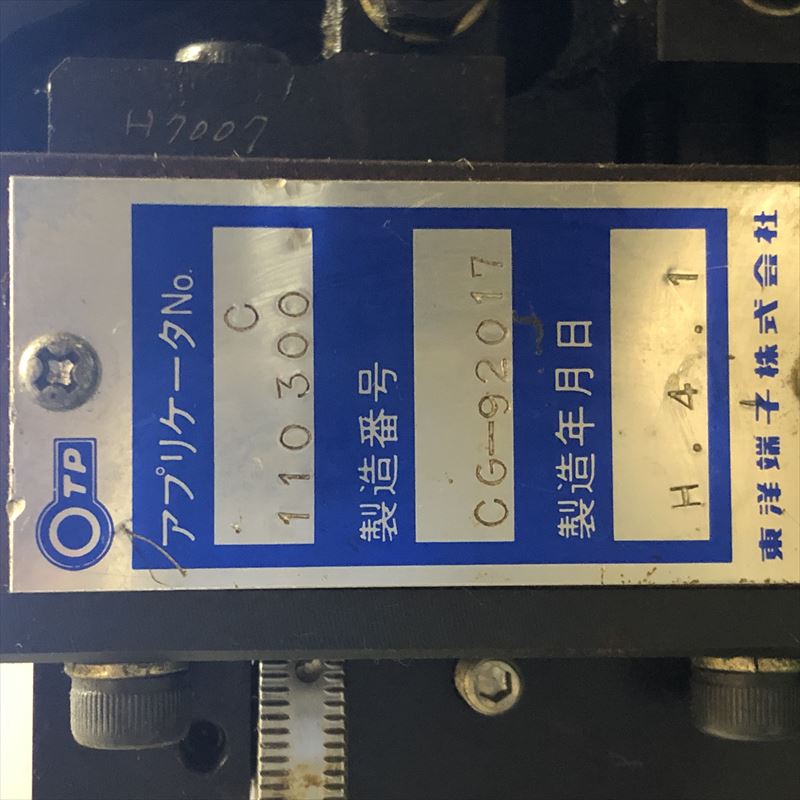 H7007
OTP
アプリケータNo.
C
110300
製造番号
CG-92017
製造年月日
H.4.1
東洋端子株式会社